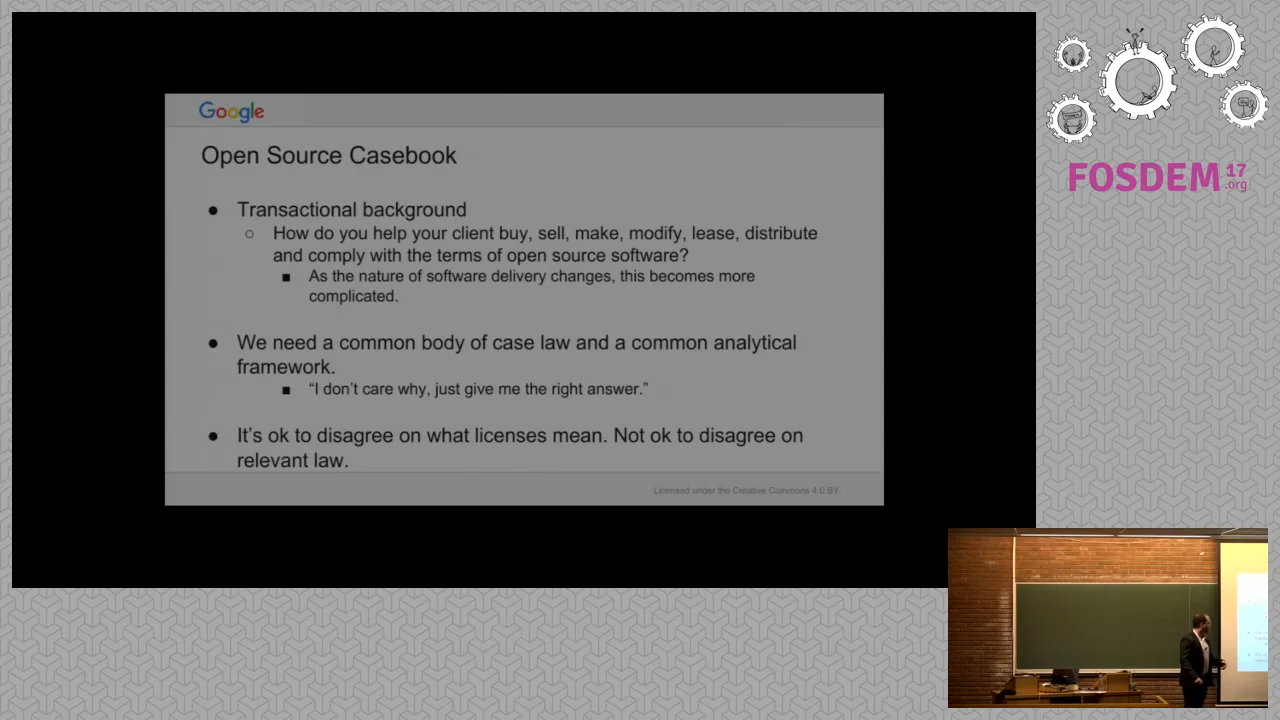 Google
Open Source Casebook
● Transactional background
○ How do you help your client buy, sell, make, modify, lease, distribute
and comply with the terms of open source software?
■ As the nature of software delivery changes, this becomes more
complicated.
● We need a common body of case law and a common analytical
framework.
■ “I don’t care why, just give me the right answer.”
● It’s ok to disagree on what licenses mean. Not ok to disagree on
relevant law.
Licensed under the Creative Commons 4.0 BY.
FOSDEM 17
.org